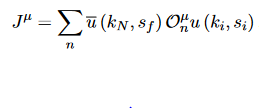 J^μ = ∑_n u̅ (k_N, s_f) 𝒪_n^μ u (k_i, s_i)
.